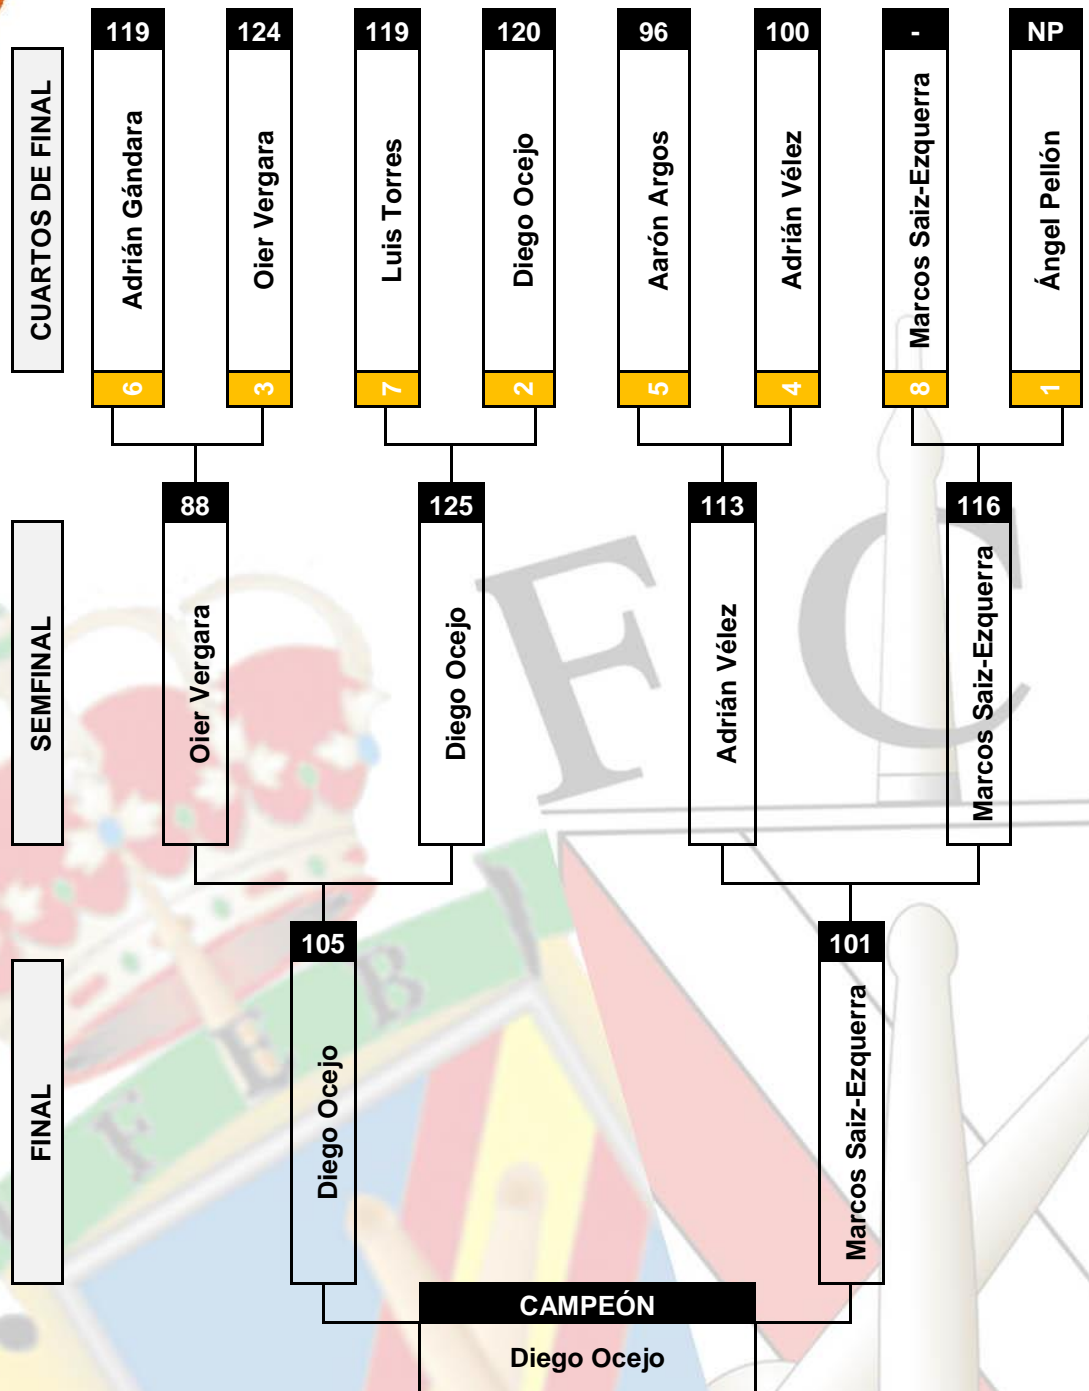 119
124
119
120
96
100
-
NP
CUARTOS DE FINAL
Adrián Gándara
Oier Vergara
Luis Torres
Diego Ocejo
Aarón Argos
Adrián Vélez
Marcos Saiz-Ezquerra
Ángel Pellón
6
3
7
2
5
4
8
1
88
125
113
116
SEMFINAL
Oier Vergara
Diego Ocejo
Adrián Vélez
Marcos Saiz-Ezquerra
F C
105
101
FINAL
Diego Ocejo
Marcos Saiz-Ezquerra
F E B
CAMPEÓN
Diego Ocejo